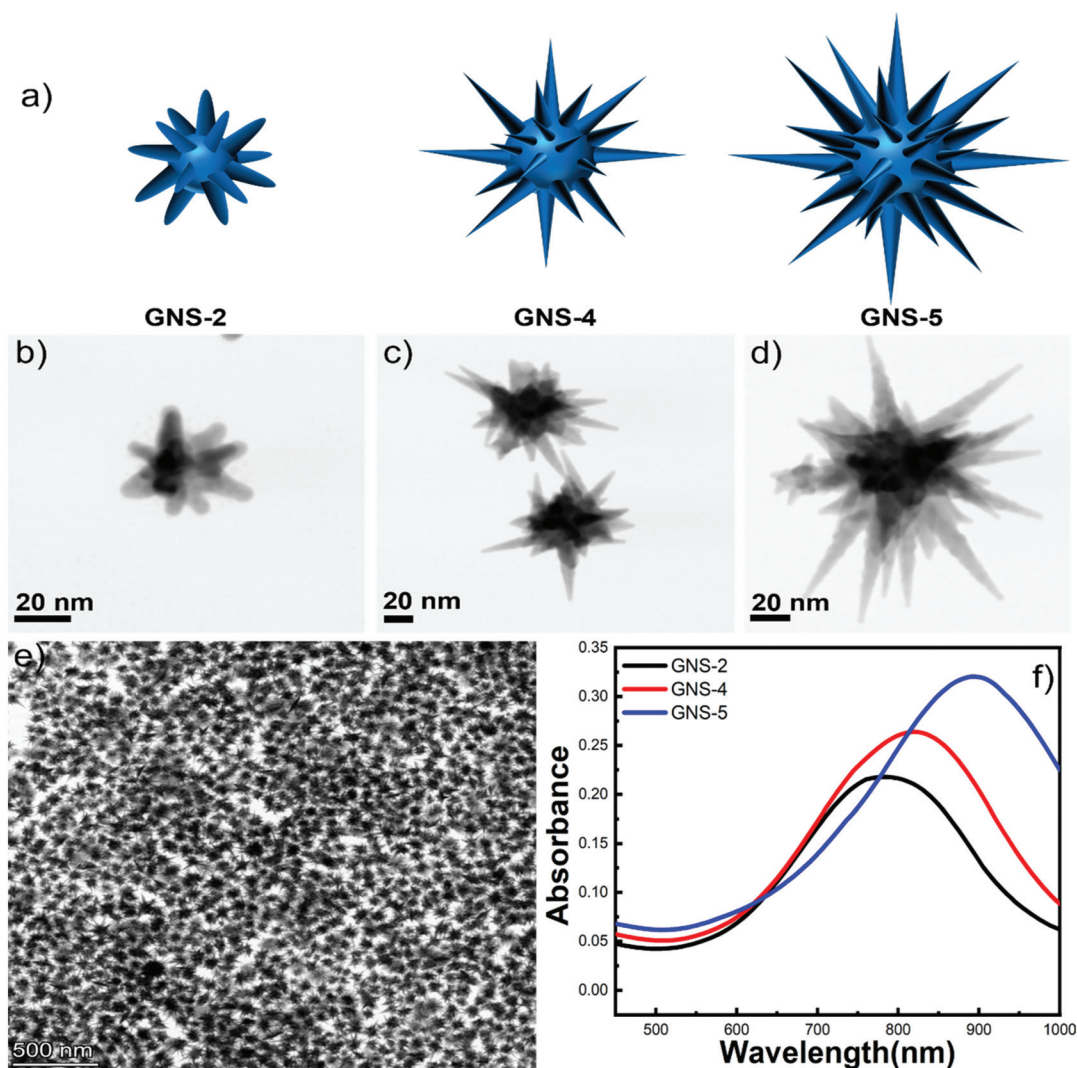 a)
GNS-2
GNS-4
GNS-5
b)
c)
d)
20 nm
20 nm
20 nm
e)
500 nm
f)
GNS-2
GNS-4
GNS-5
Absorbance
0.35
0.30
0.25
0.20
0.15
0.10
0.05
0.00
500 600 700 800 900 1000
Wavelength(nm)